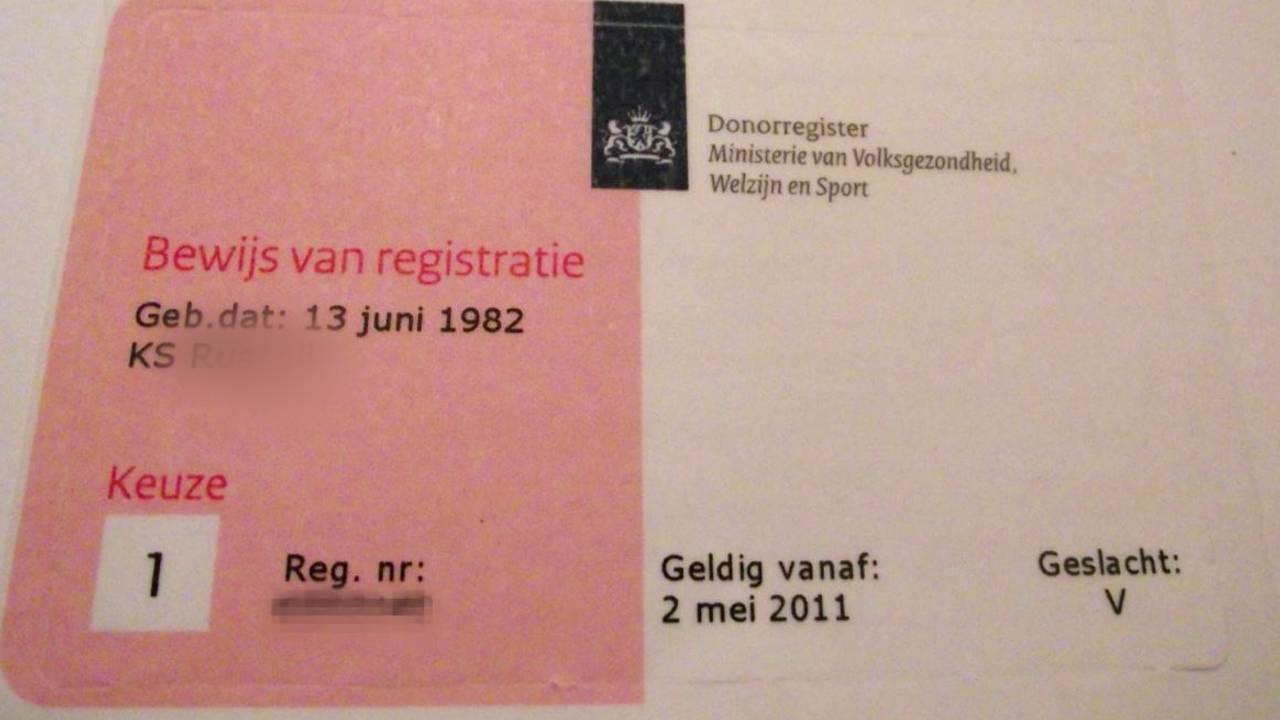 Donorregister
Ministerie van Volksgezondheid,
Welzijn en Sport
Bewijs van registratie
Geb.dat: 13 juni 1982
KS
Keuze
1
Reg. nr:
Geldig vanaf:
2 mei 2011
Geslacht:
V